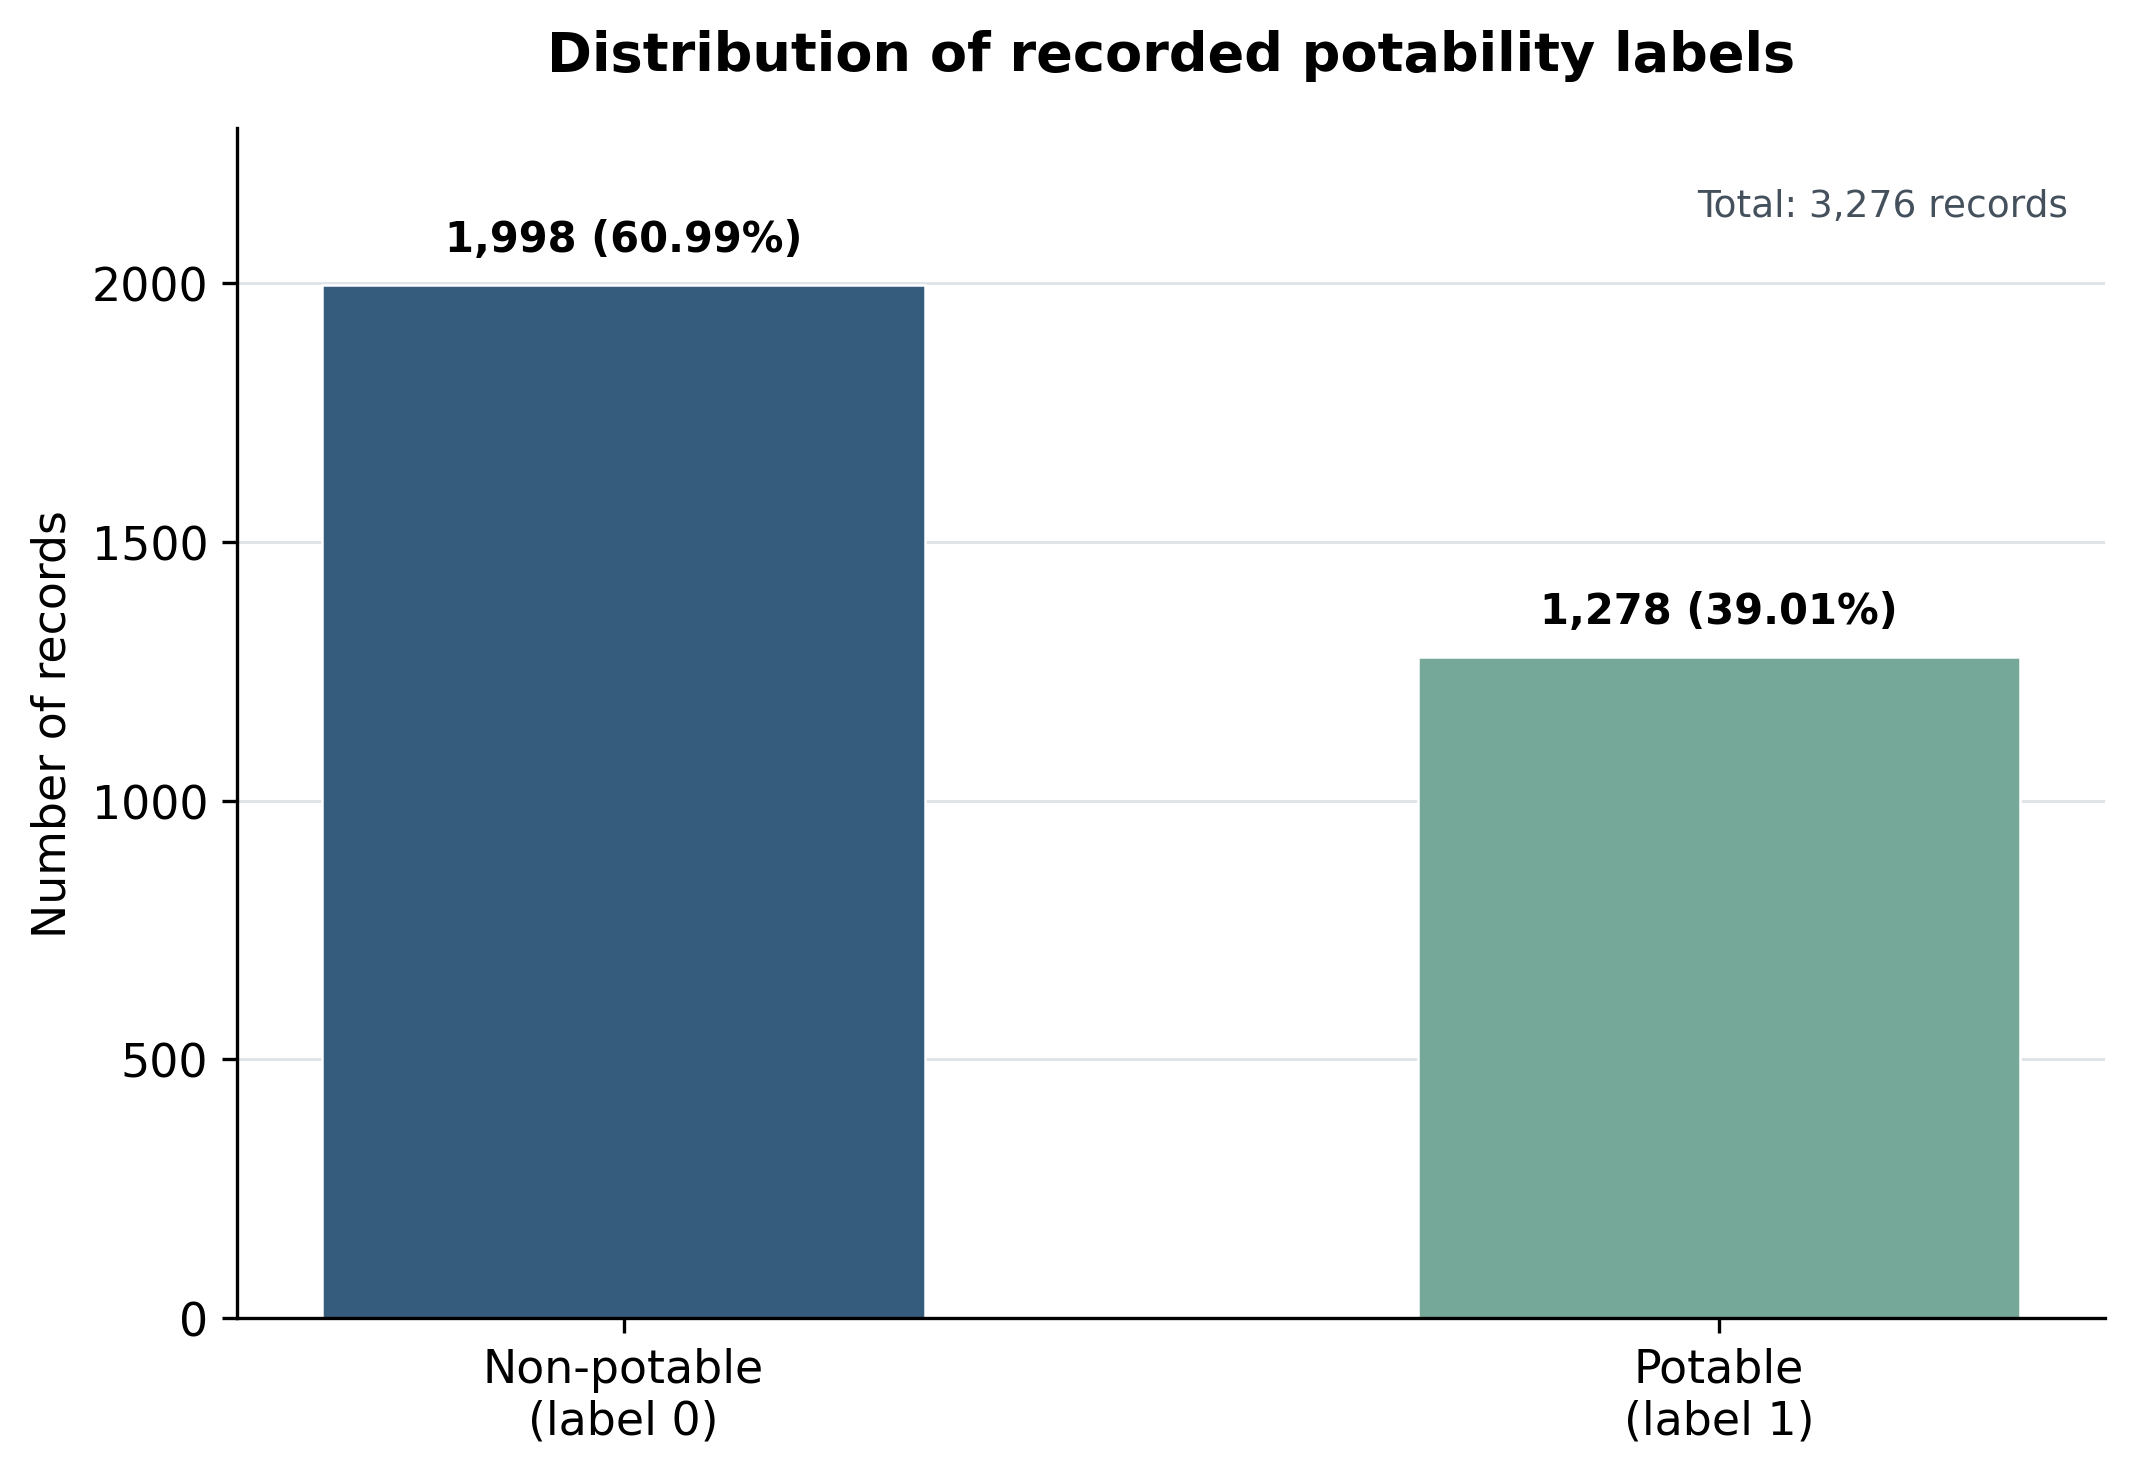 Distribution of recorded potability labels
Total: 3,276 records
1,998 (60.99%)
1,278 (39.01%)
Number of records
2000
1500
1000
500
0
Non-potable
(label 0)
Potable
(label 1)